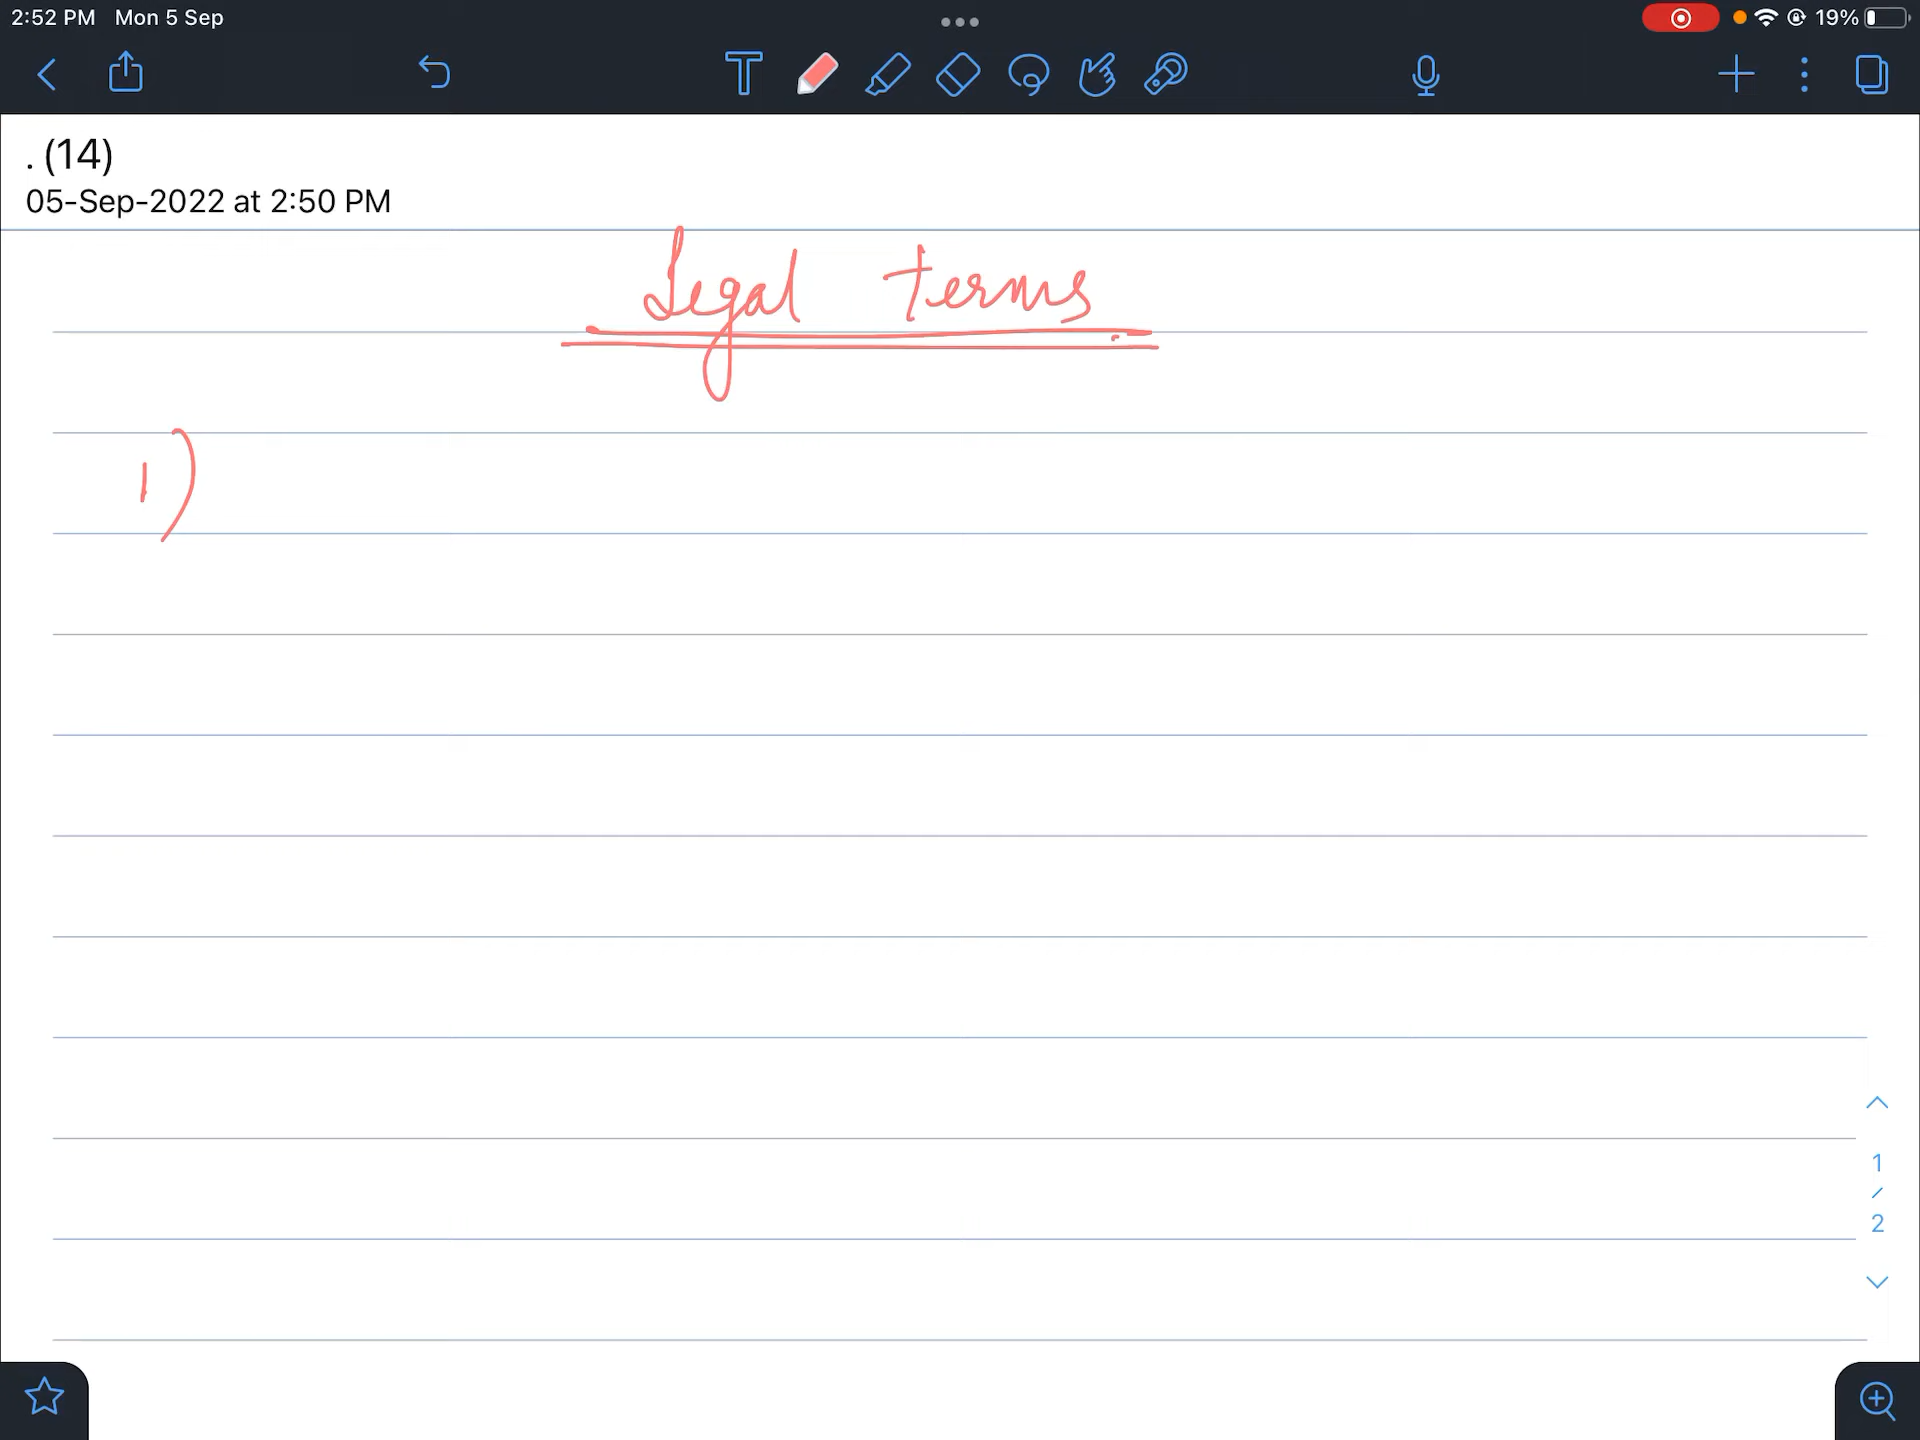 2:52 PM Mon 5 Sep
19%
. (14)
05-Sep-2022 at 2:50 PM
Legal terms
1)
1
/
2